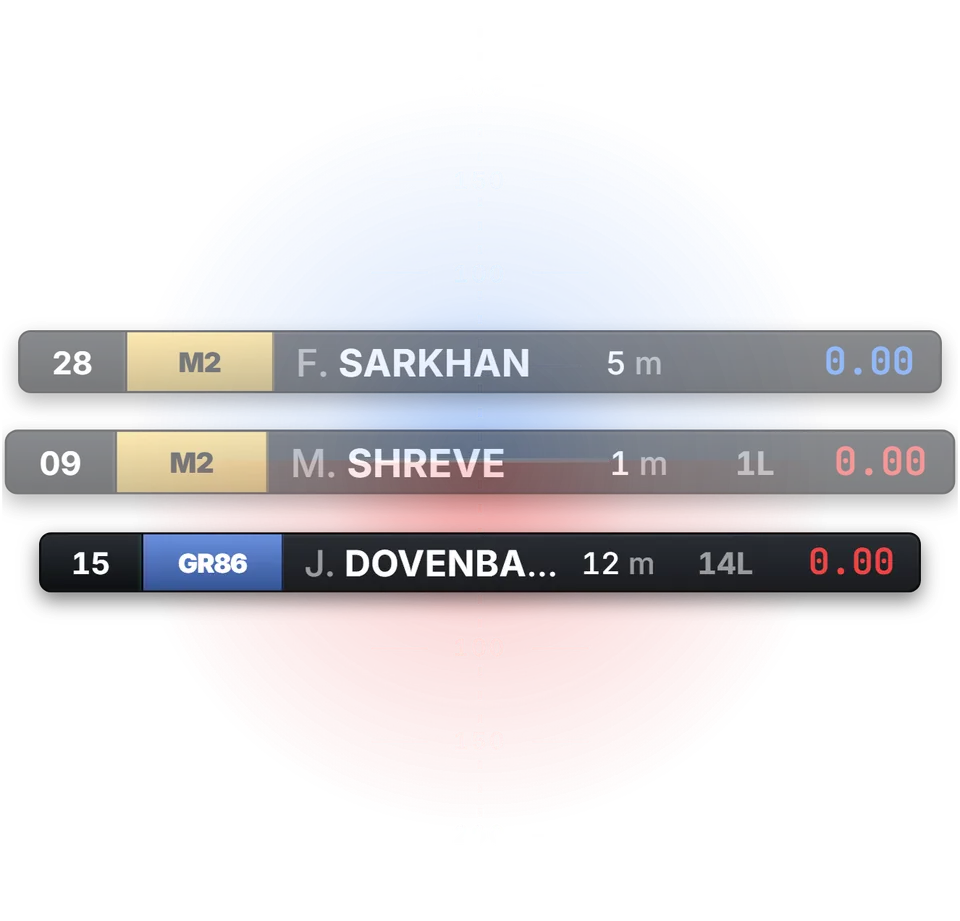 28 M2 F. SARKHAN 5 m 0.00
09 M2 M. SHREVE 1 m 1L 0.00
15 GR86 J. DOVENBA... 12 m 14L 0.00